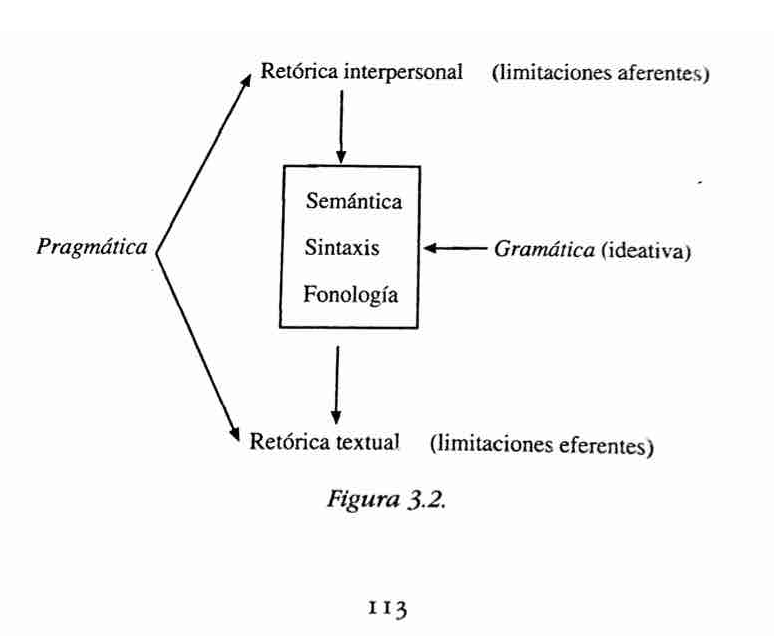 Retórica interpersonal (limitaciones aferentes)
Semántica
Pragmática
Sintaxis
Gramática (ideativa)
Fonología
Retórica textual (limitaciones eferentes)
Figura 3.2.
113